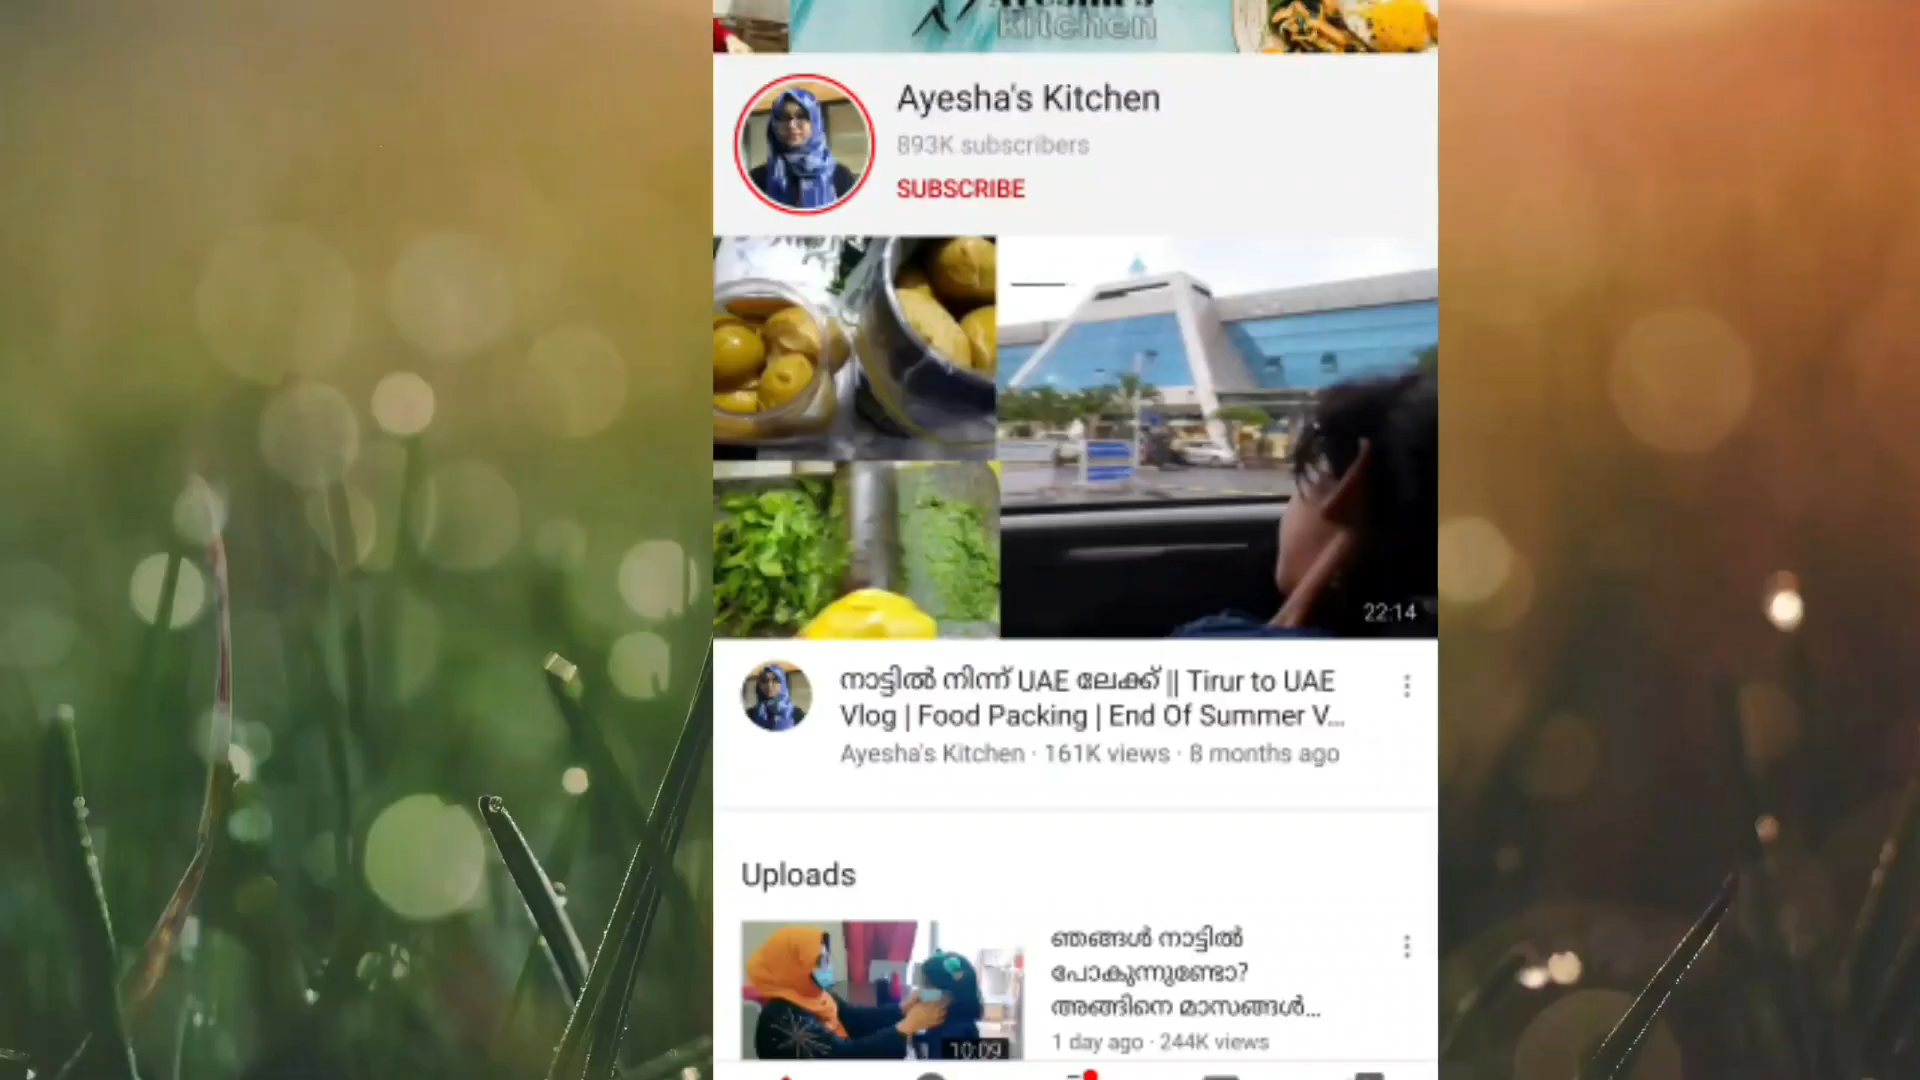 Kitchen
Ayesha's Kitchen
893K subscribers
SUBSCRIBE
22:14
നാട്ടിൽ നിന്ന് UAE ലേക്ക് || Tirur to UAE
Vlog | Food Packing | End Of Summer V...
Ayesha's Kitchen · 161K views · 8 months ago
Uploads
ഞങ്ങൾ നാട്ടിൽ
പോകുന്നുണ്ടോ?
അങ്ങിനെ മാസങ്ങൾ...
10:09
1 day ago · 244K views